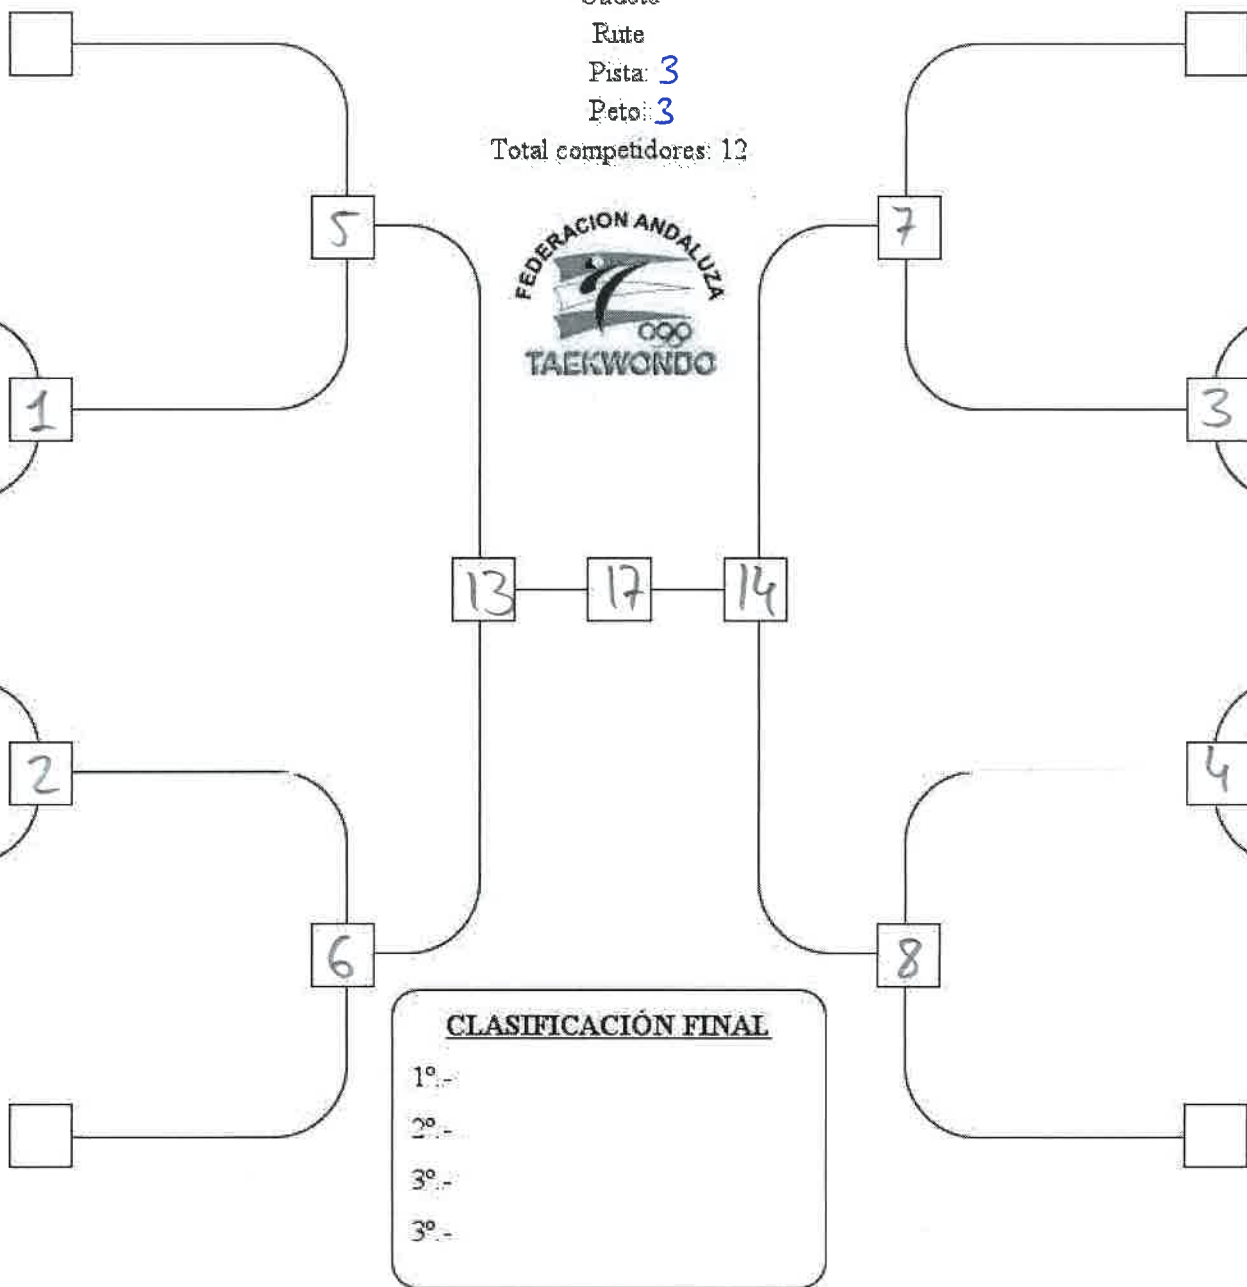 Rute
Pista: 3
Peto: 3
Total competidores: 12
FEDERACION ANDALUZA
TAEKWONDO
5
7
1
3
13
17
14
2
4
6
8
CLASIFICACIÓN FINAL
1º.-
2º.-
3º.-
3º.-